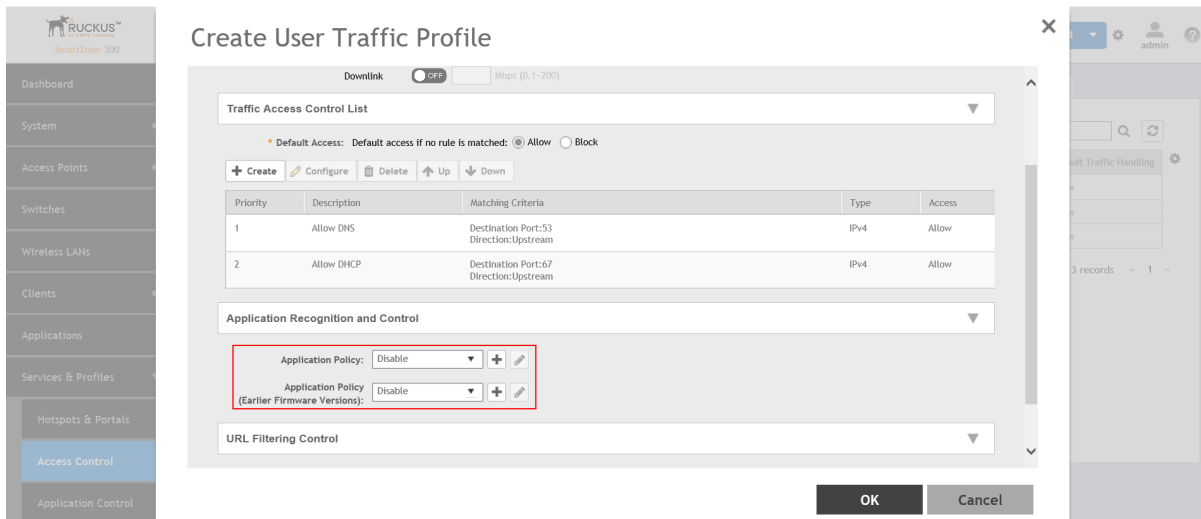 RUCKUS™
SmartZone 300
Create User Traffic Profile
admin
Dashboard
System
Access Points
Switches
Wireless LANs
Clients
Applications
Services & Profiles
Hotspots & Portals
Access Control
Application Control
Downlink OFF Mbps (0.1~200)
Traffic Access Control List
* Default Access: Default access if no rule is matched: Allow Block
+ Create Configure Delete Up Down
Priority Description Matching Criteria Type Access
1 Allow DNS Destination Port:53 IPv4 Allow
Direction:Upstream
2 Allow DHCP Destination Port:67 IPv4 Allow
Direction:Upstream
Application Recognition and Control
Application Policy: Disable
Application Policy
(Earlier Firmware Versions): Disable
URL Filtering Control
OK Cancel
ult Traffic Handling
3 records 1